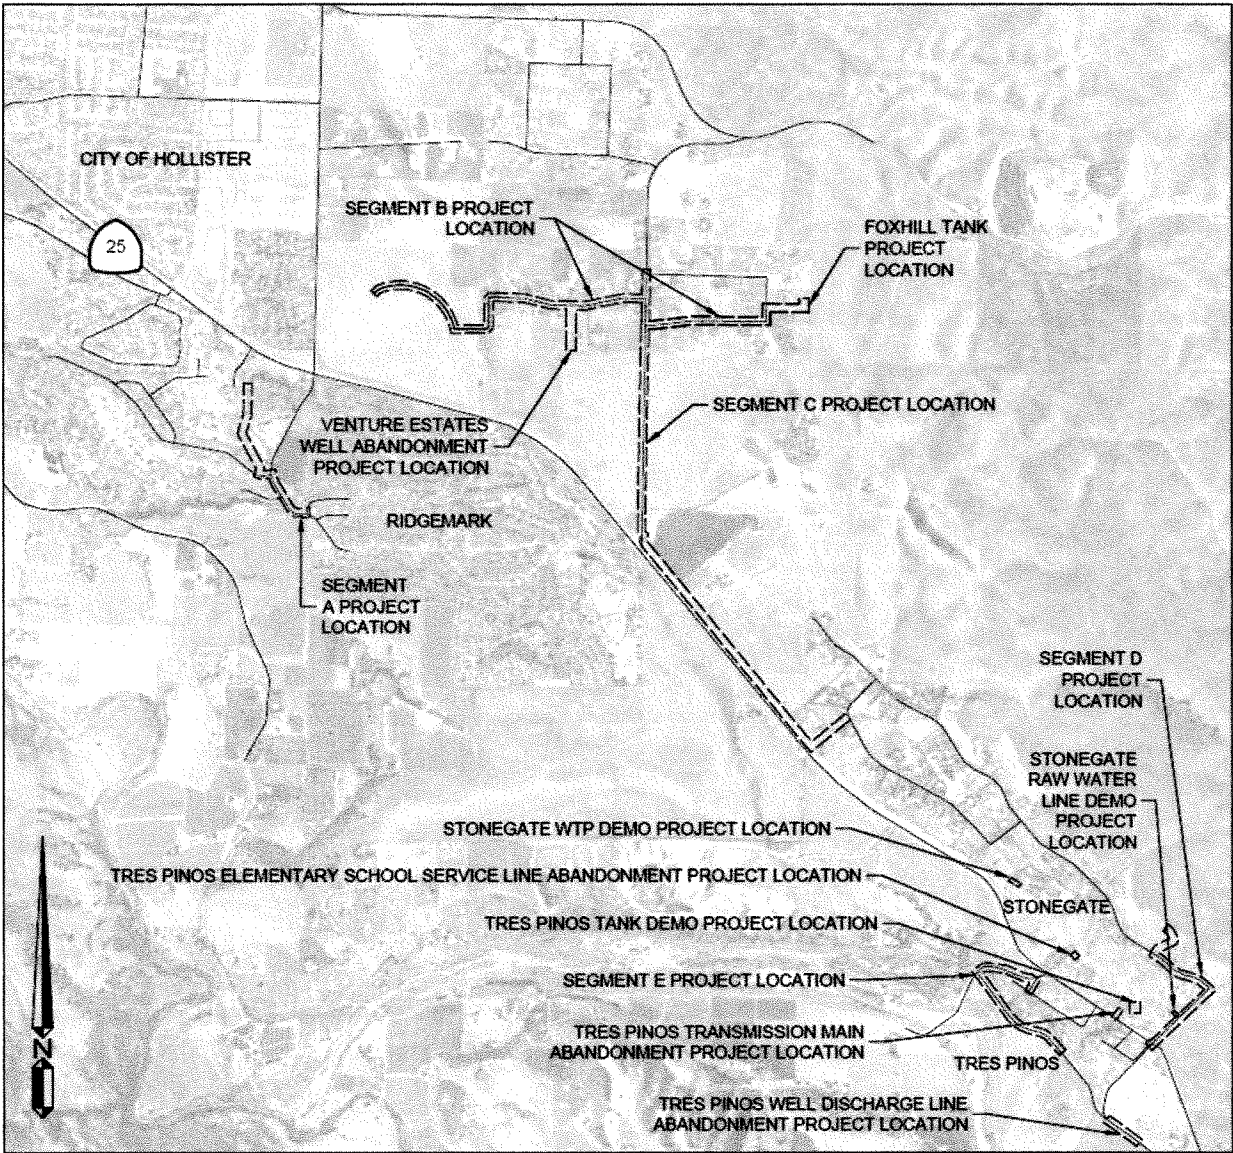 CITY OF HOLLISTER
25
SEGMENT B PROJECT
LOCATION
FOXHILL TANK
PROJECT
LOCATION
SEGMENT C PROJECT LOCATION
VENTURE ESTATES
WELL ABANDONMENT
PROJECT LOCATION
RIDGEMARK
SEGMENT
A PROJECT
LOCATION
SEGMENT D
PROJECT
LOCATION
STONEGATE
RAW WATER
LINE DEMO
PROJECT
LOCATION
STONEGATE WTP DEMO PROJECT LOCATION
TRES PINOS ELEMENTARY SCHOOL SERVICE LINE ABANDONMENT PROJECT LOCATION
STONEGATE
TRES PINOS TANK DEMO PROJECT LOCATION
SEGMENT E PROJECT LOCATION
TRES PINOS TRANSMISSION MAIN
ABANDONMENT PROJECT LOCATION
TRES PINOS
TRES PINOS WELL DISCHARGE LINE
ABANDONMENT PROJECT LOCATION
N